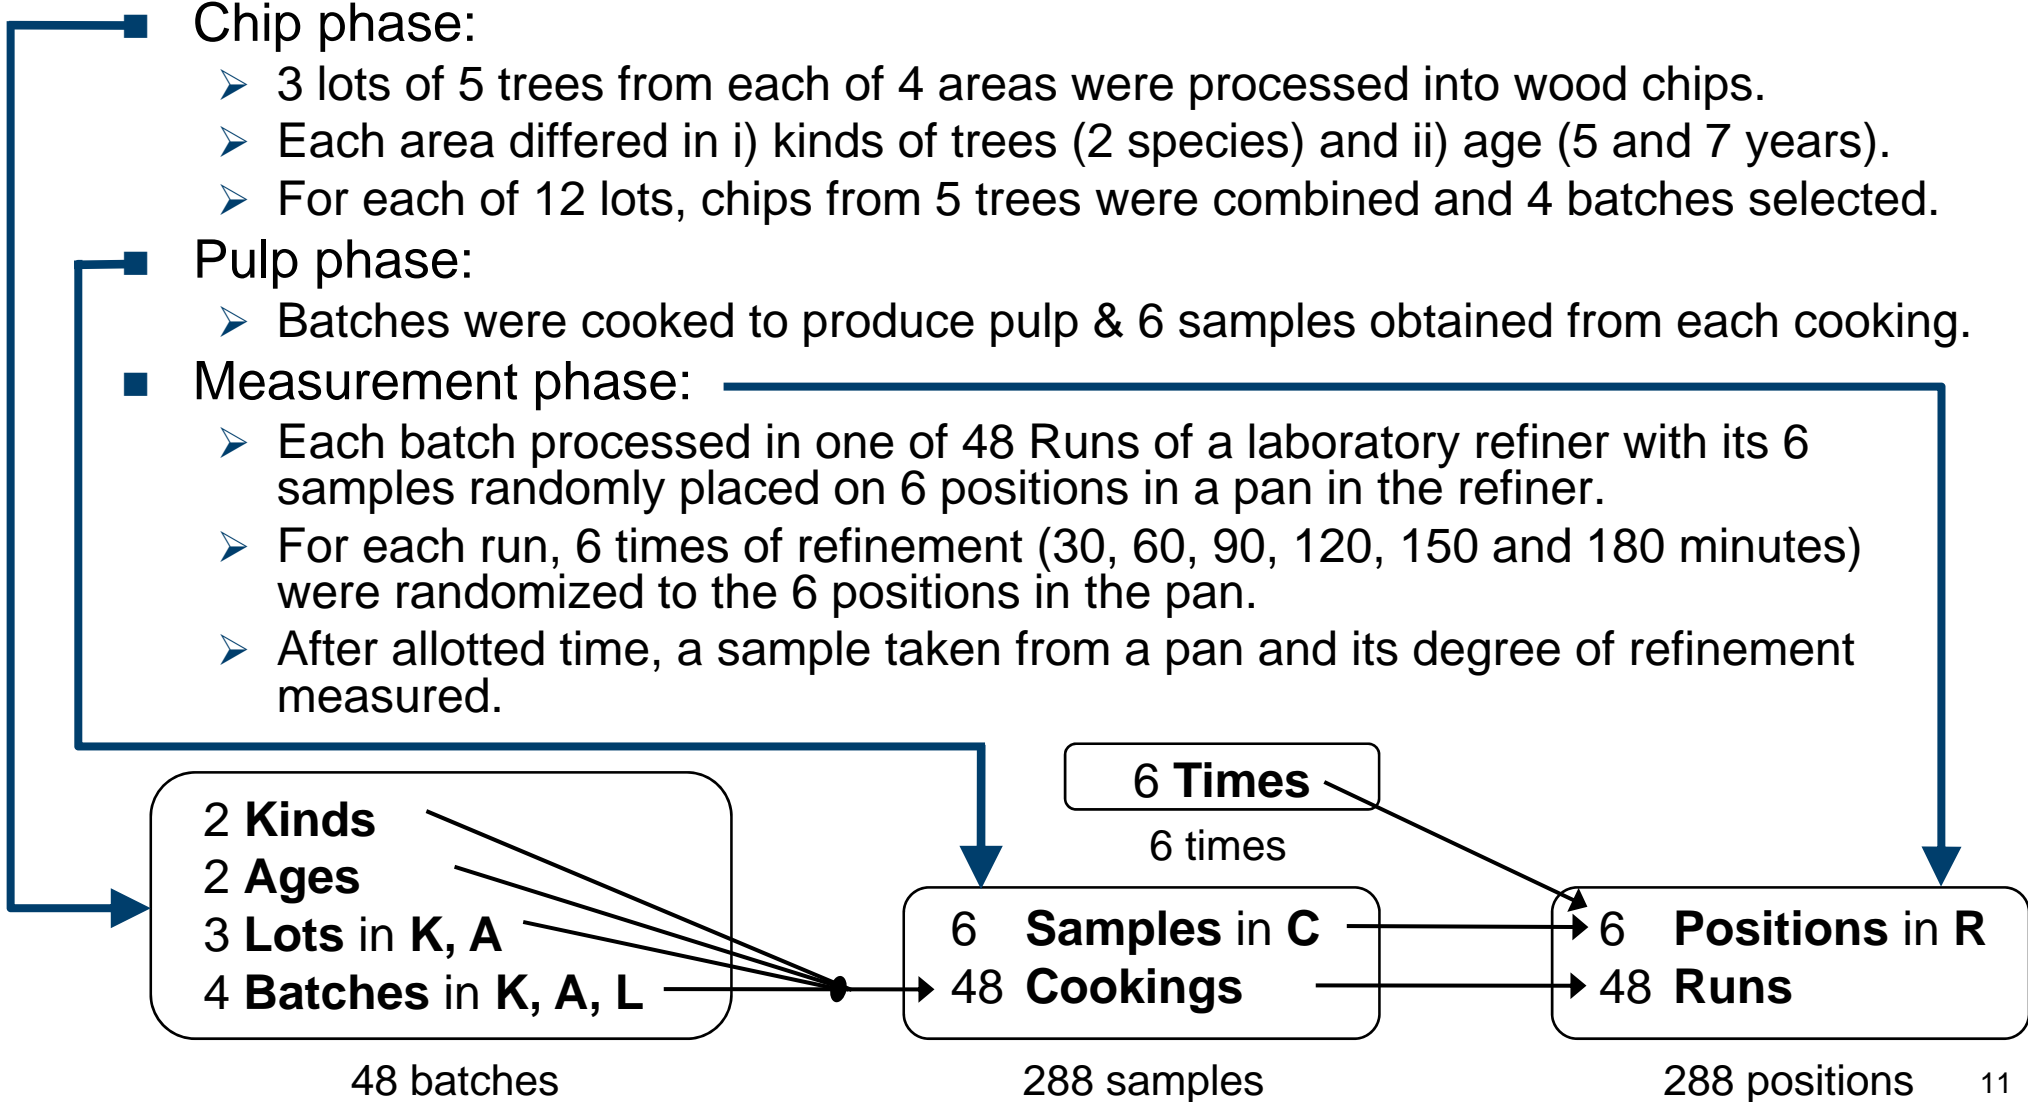 Chip phase:
3 lots of 5 trees from each of 4 areas were processed into wood chips.
Each area differed in i) kinds of trees (2 species) and ii) age (5 and 7 years).
For each of 12 lots, chips from 5 trees were combined and 4 batches selected.
Pulp phase:
Batches were cooked to produce pulp & 6 samples obtained from each cooking.
Measurement phase:
Each batch processed in one of 48 Runs of a laboratory refiner with its 6
samples randomly placed on 6 positions in a pan in the refiner.
For each run, 6 times of refinement (30, 60, 90, 120, 150 and 180 minutes)
were randomized to the 6 positions in the pan.
After allotted time, a sample taken from a pan and its degree of refinement
measured.
2 Kinds
2 Ages
3 Lots in K, A
4 Batches in K, A, L
48 batches
6 Times
6 times
6 Samples in C
48 Cookings
288 samples
6 Positions in R
48 Runs
288 positions
11